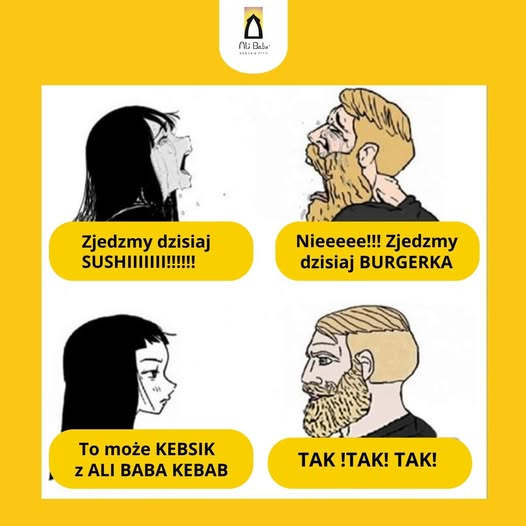 Ali Baba
Zjedzmy dzisiaj
SUSHIIIIIII!!!!!!
Nieeeee!!! Zjedzmy
dzisiaj BURGERKA
To może KEBSIK
z ALI BABA KEBAB
TAK !TAK! TAK!